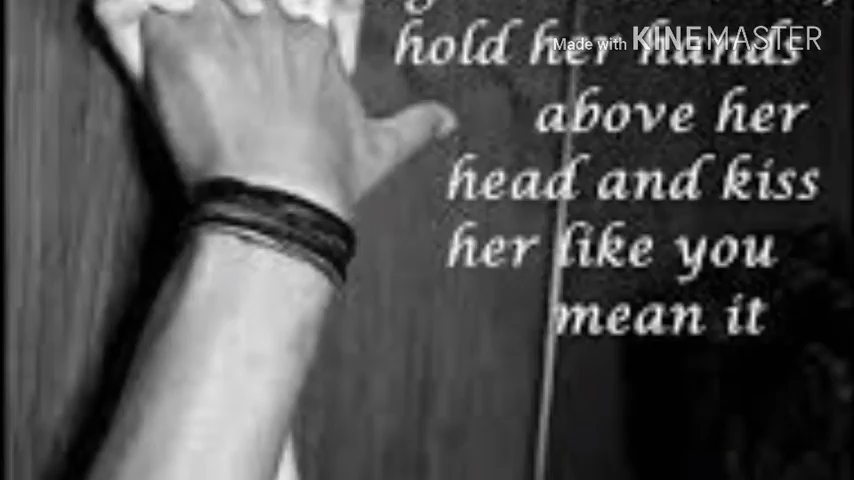 Made with KINEMASTER
hold her hands
above her
head and kiss
her like you
mean it